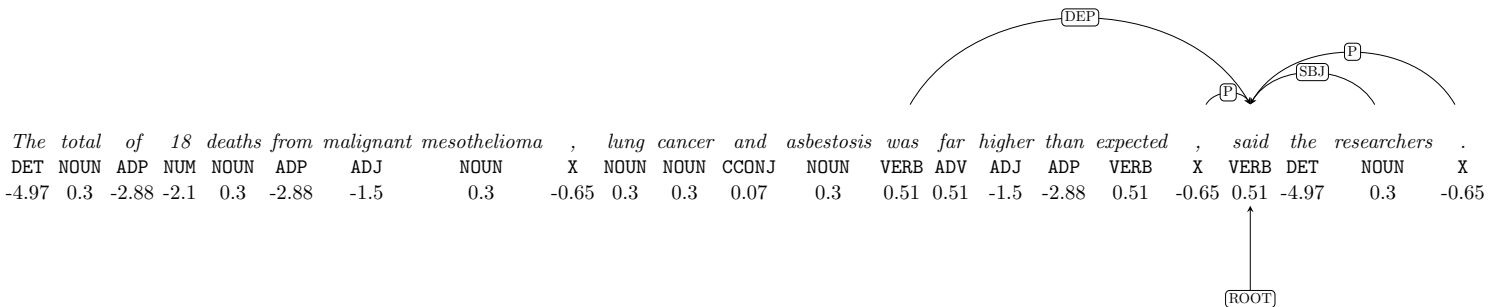 DEP
P
SBJ
P
The total of 18 deaths from malignant mesothelioma , lung cancer and asbestosis was far higher than expected , said the researchers .
DET NOUN ADP NUM NOUN ADP ADJ NOUN X NOUN NOUN CCONJ NOUN VERB ADV ADJ ADP VERB X VERB DET NOUN X
-4.97 0.3 -2.88 -2.1 0.3 -2.88 -1.5 0.3 -0.65 0.3 0.3 0.07 0.3 0.51 0.51 -1.5 -2.88 0.51 -0.65 0.51 -4.97 0.3 -0.65
ROOT